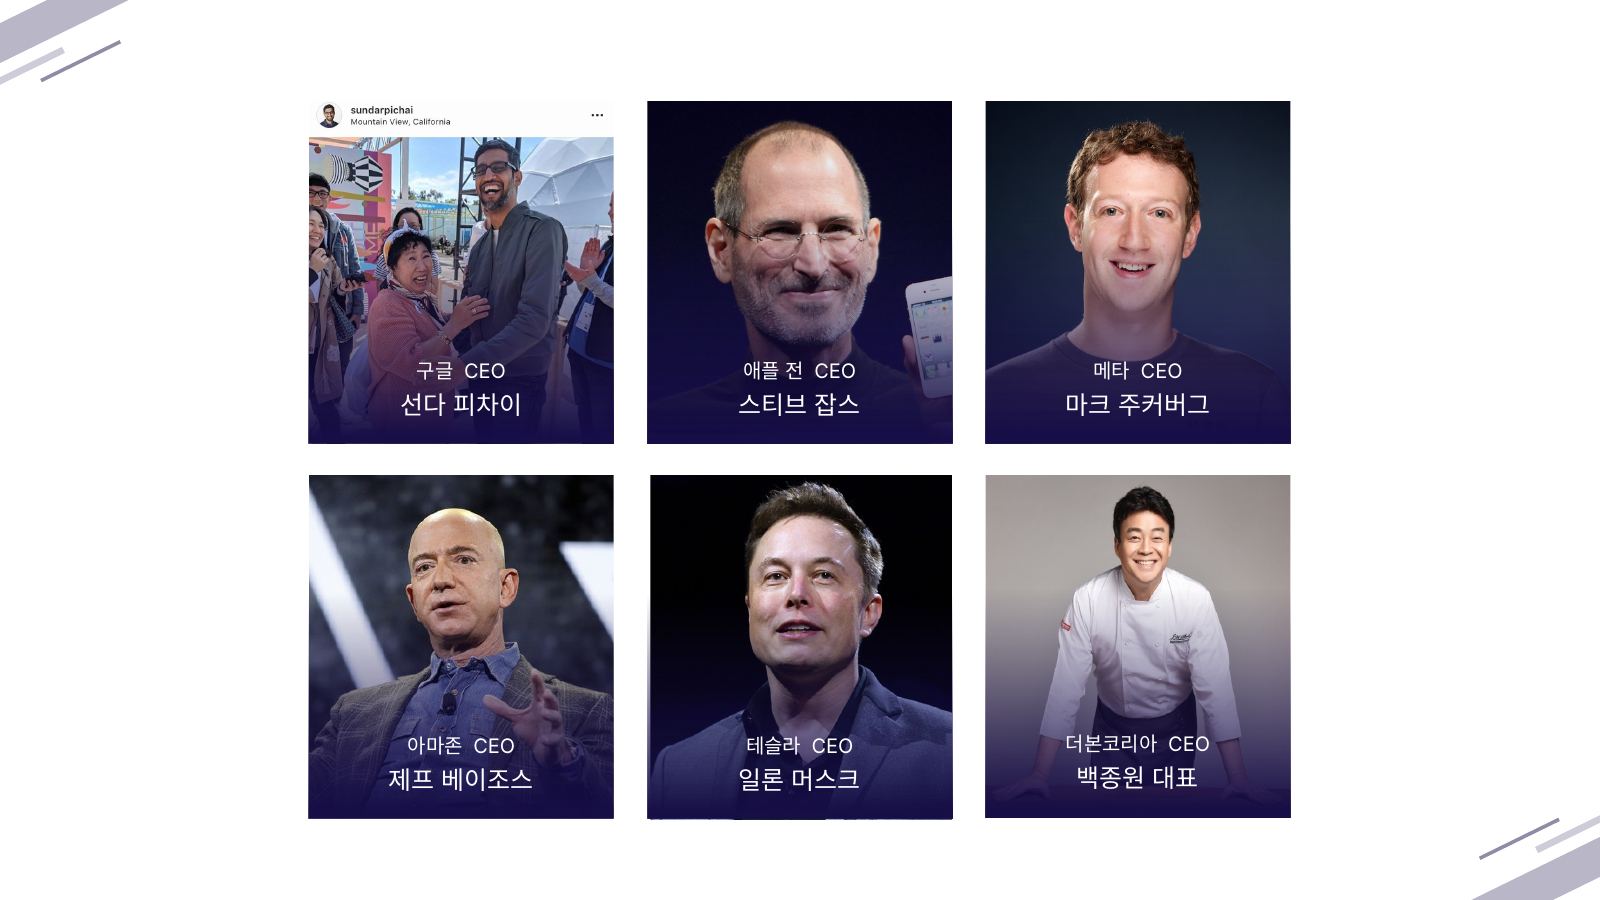 sundarpichai
Mountain View, California
구글 CEO
선다 피차이
애플 전 CEO
스티브 잡스
메타 CEO
마크 주커버그
아마존 CEO
제프 베이조스
테슬라 CEO
일론 머스크
더본코리아 CEO
백종원 대표